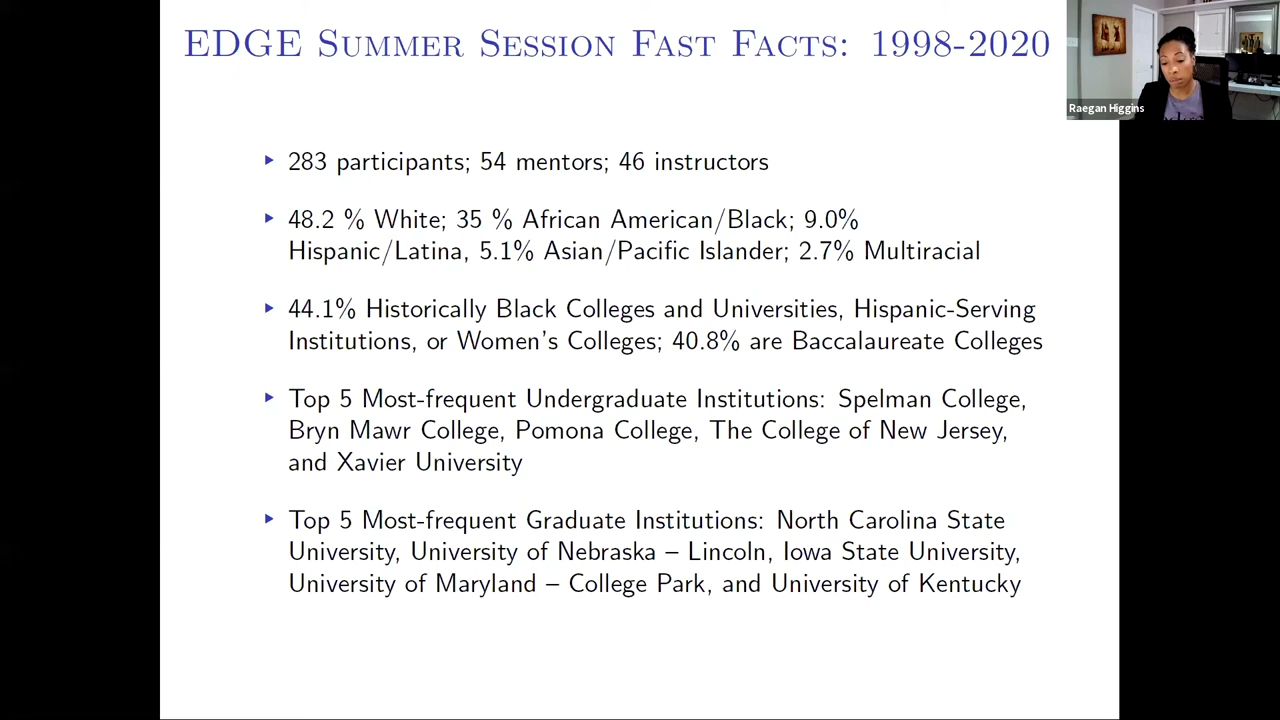 EDGE SUMMER SESSION FAST FACTS: 1998-2020
Raegan Higgins
▸ 283 participants; 54 mentors; 46 instructors
▸ 48.2 % White; 35 % African American/Black; 9.0%
Hispanic/Latina, 5.1% Asian/Pacific Islander; 2.7% Multiracial
▸ 44.1% Historically Black Colleges and Universities, Hispanic-Serving
Institutions, or Women's Colleges; 40.8% are Baccalaureate Colleges
▸ Top 5 Most-frequent Undergraduate Institutions: Spelman College,
Bryn Mawr College, Pomona College, The College of New Jersey,
and Xavier University
▸ Top 5 Most-frequent Graduate Institutions: North Carolina State
University, University of Nebraska – Lincoln, Iowa State University,
University of Maryland – College Park, and University of Kentucky